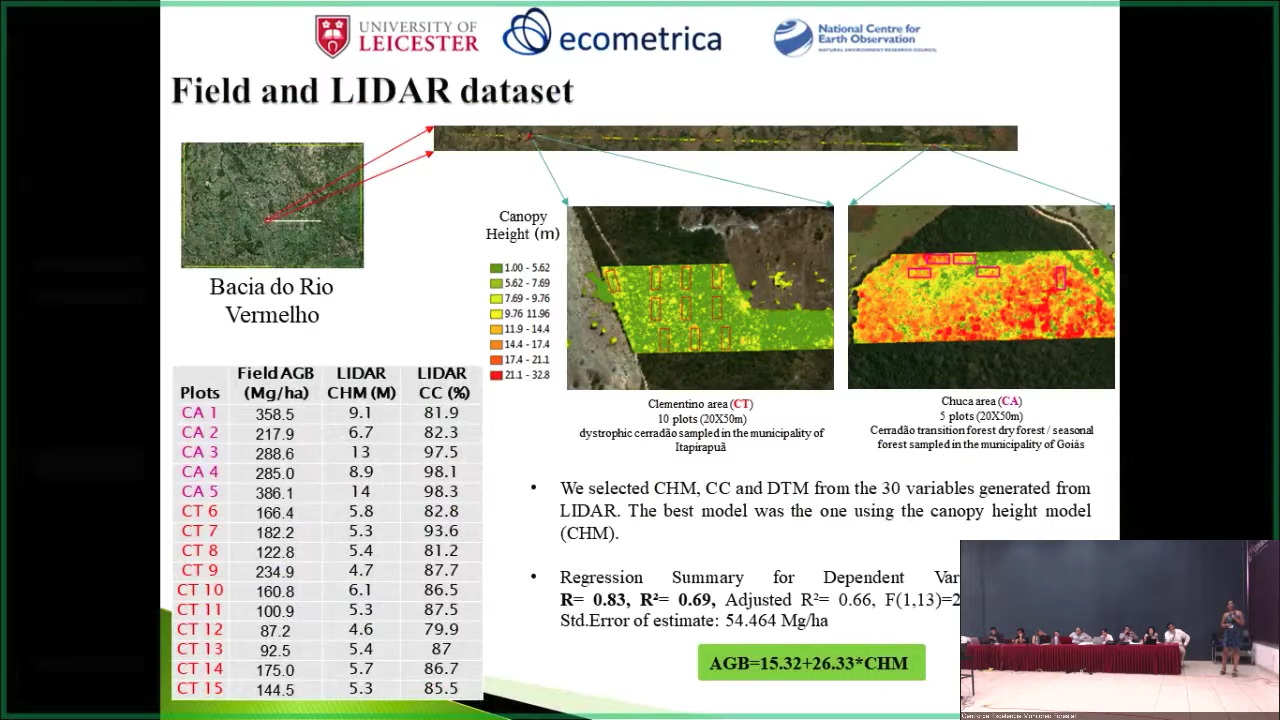 UNIVERSITY OF
LEICESTER
ecometrica
National Centre for
Earth Observation
NATURAL ENVIRONMENT RESEARCH COUNCIL
Field and LIDAR dataset
Bacia do Rio
Vermelho
Canopy
Height (m)
1.00 - 5.62
5.62 - 7.69
7.69 - 9.76
9.76 11.96
11.9 - 14.4
14.4 - 17.4
17.4 - 21.1
21.1 - 32.8
Clementino area (CT)
10 plots (20X50m)
dystrophic cerradão sampled in the municipality of
Itapirapuã
Chuca area (CA)
5 plots (20X50m)
Cerradão transition forest dry forest / seasonal
forest sampled in the municipality of Goiás
Plots Field AGB (Mg/ha) LIDAR CHM (M) LIDAR CC (%)
CA 1 358.5 9.1 81.9
CA 2 217.9 6.7 82.3
CA 3 288.6 13 97.5
CA 4 285.0 8.9 98.1
CA 5 386.1 14 98.3
CT 6 166.4 5.8 82.8
CT 7 182.2 5.3 93.6
CT 8 122.8 5.4 81.2
CT 9 234.9 4.7 87.7
CT 10 160.8 6.1 86.5
CT 11 100.9 5.3 87.5
CT 12 87.2 4.6 79.9
CT 13 92.5 5.4 87
CT 14 175.0 5.7 86.7
CT 15 144.5 5.3 85.5
• We selected CHM, CC and DTM from the 30 variables generated from
LIDAR. The best model was the one using the canopy height model
(CHM).
• Regression Summary for Dependent Var
R= 0.83, R²= 0.69, Adjusted R²= 0.66, F(1,13)=2
Std.Error of estimate: 54.464 Mg/ha
AGB=15.32+26.33*CHM
Centro de Excelencia Monitoreo Forestal